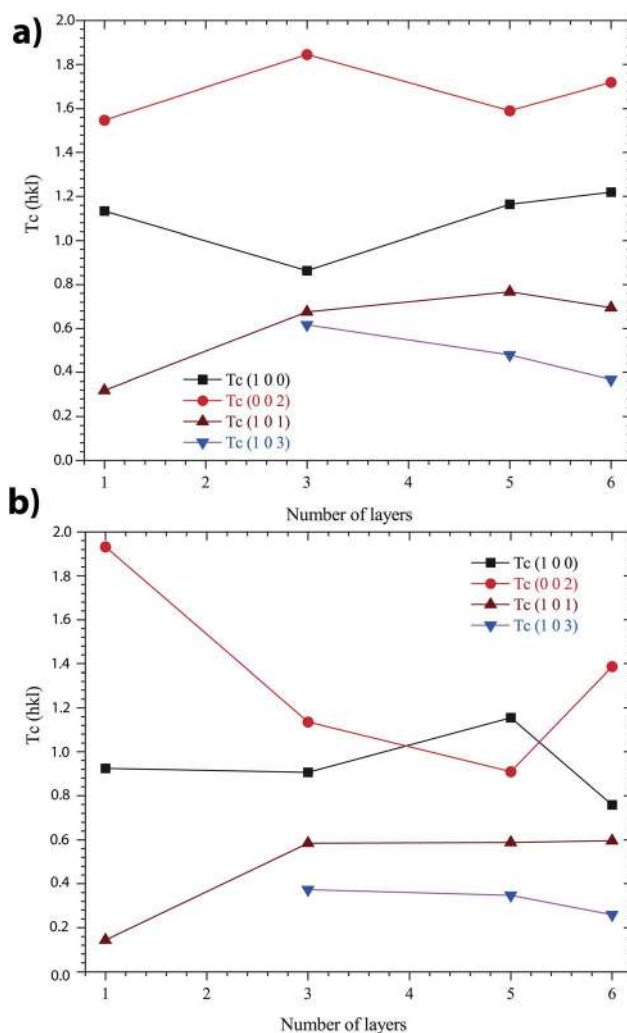 a)
2.0
1.8
1.6
1.4
1.2
1.0
0.8
0.6
0.4
0.2
0.0
Tc (hkl)
Tc (1 0 0)
Tc (0 0 2)
Tc (1 0 1)
Tc (1 0 3)
1 2 3 4 5 6
Number of layers
b)
2.0
1.8
1.6
1.4
1.2
1.0
0.8
0.6
0.4
0.2
0.0
Tc (hkl)
Tc (1 0 0)
Tc (0 0 2)
Tc (1 0 1)
Tc (1 0 3)
1 2 3 4 5 6
Number of layers